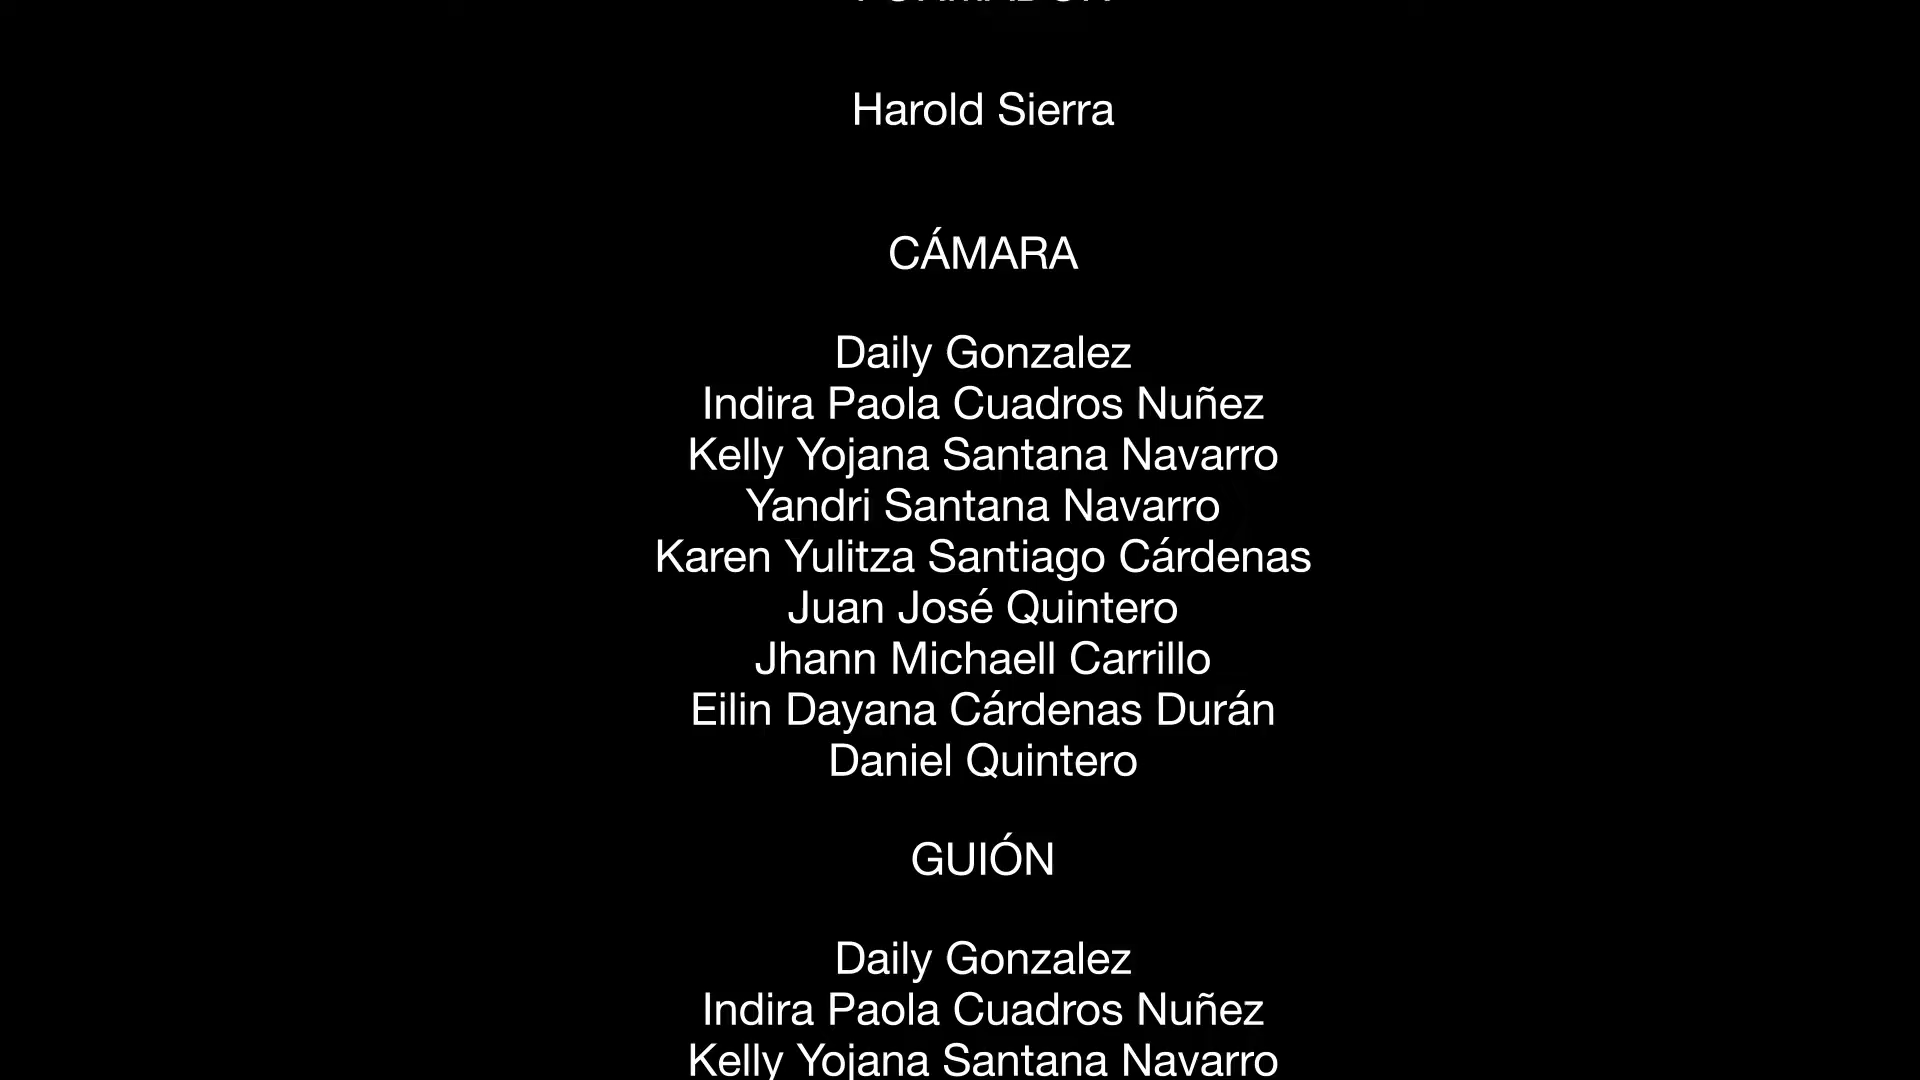 Harold Sierra
CÁMARA
Daily Gonzalez
Indira Paola Cuadros Nuñez
Kelly Yojana Santana Navarro
Yandri Santana Navarro
Karen Yulitza Santiago Cárdenas
Juan José Quintero
Jhann Michaell Carrillo
Eilin Dayana Cárdenas Durán
Daniel Quintero
GUIÓN
Daily Gonzalez
Indira Paola Cuadros Nuñez
Kelly Yojana Santana Navarro